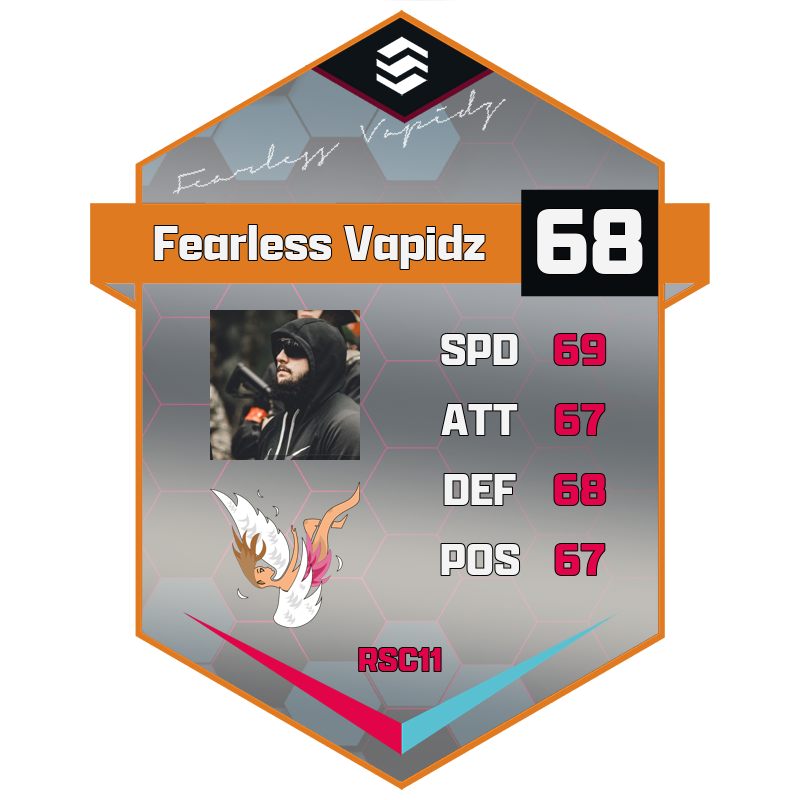 Fearless Vapidz
Fearless Vapidz 68
SPD 69
ATT 67
DEF 68
POS 67
RSC11